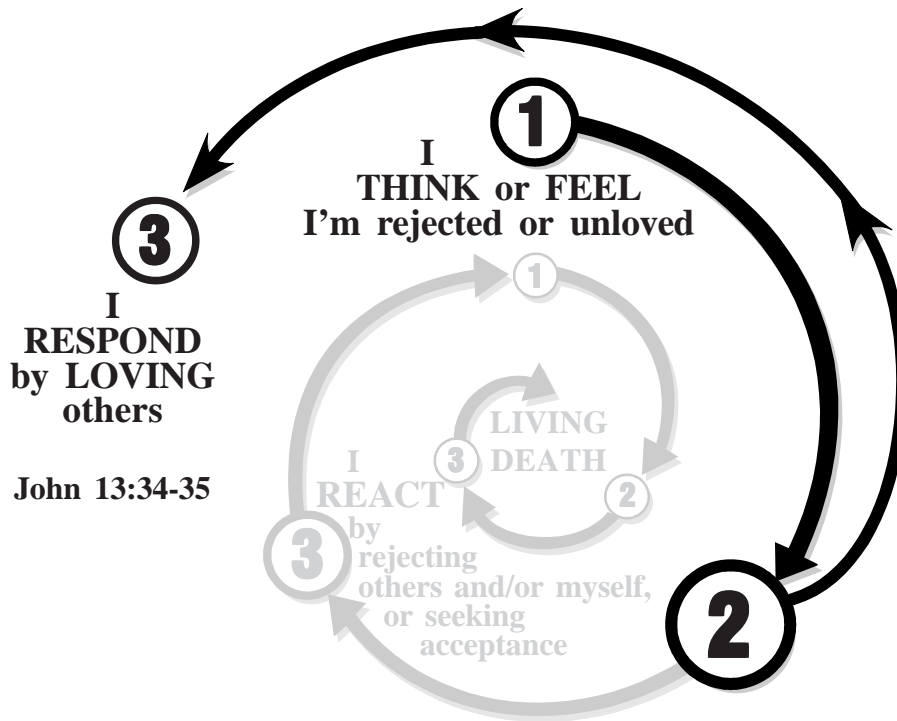 1
I
THINK or FEEL
I'm rejected or unloved
3
I
RESPOND
by LOVING
others
John 13:34-35
2
1
2
3
LIVING
DEATH
3
I
REACT
by
rejecting
others and/or myself,
or seeking
acceptance